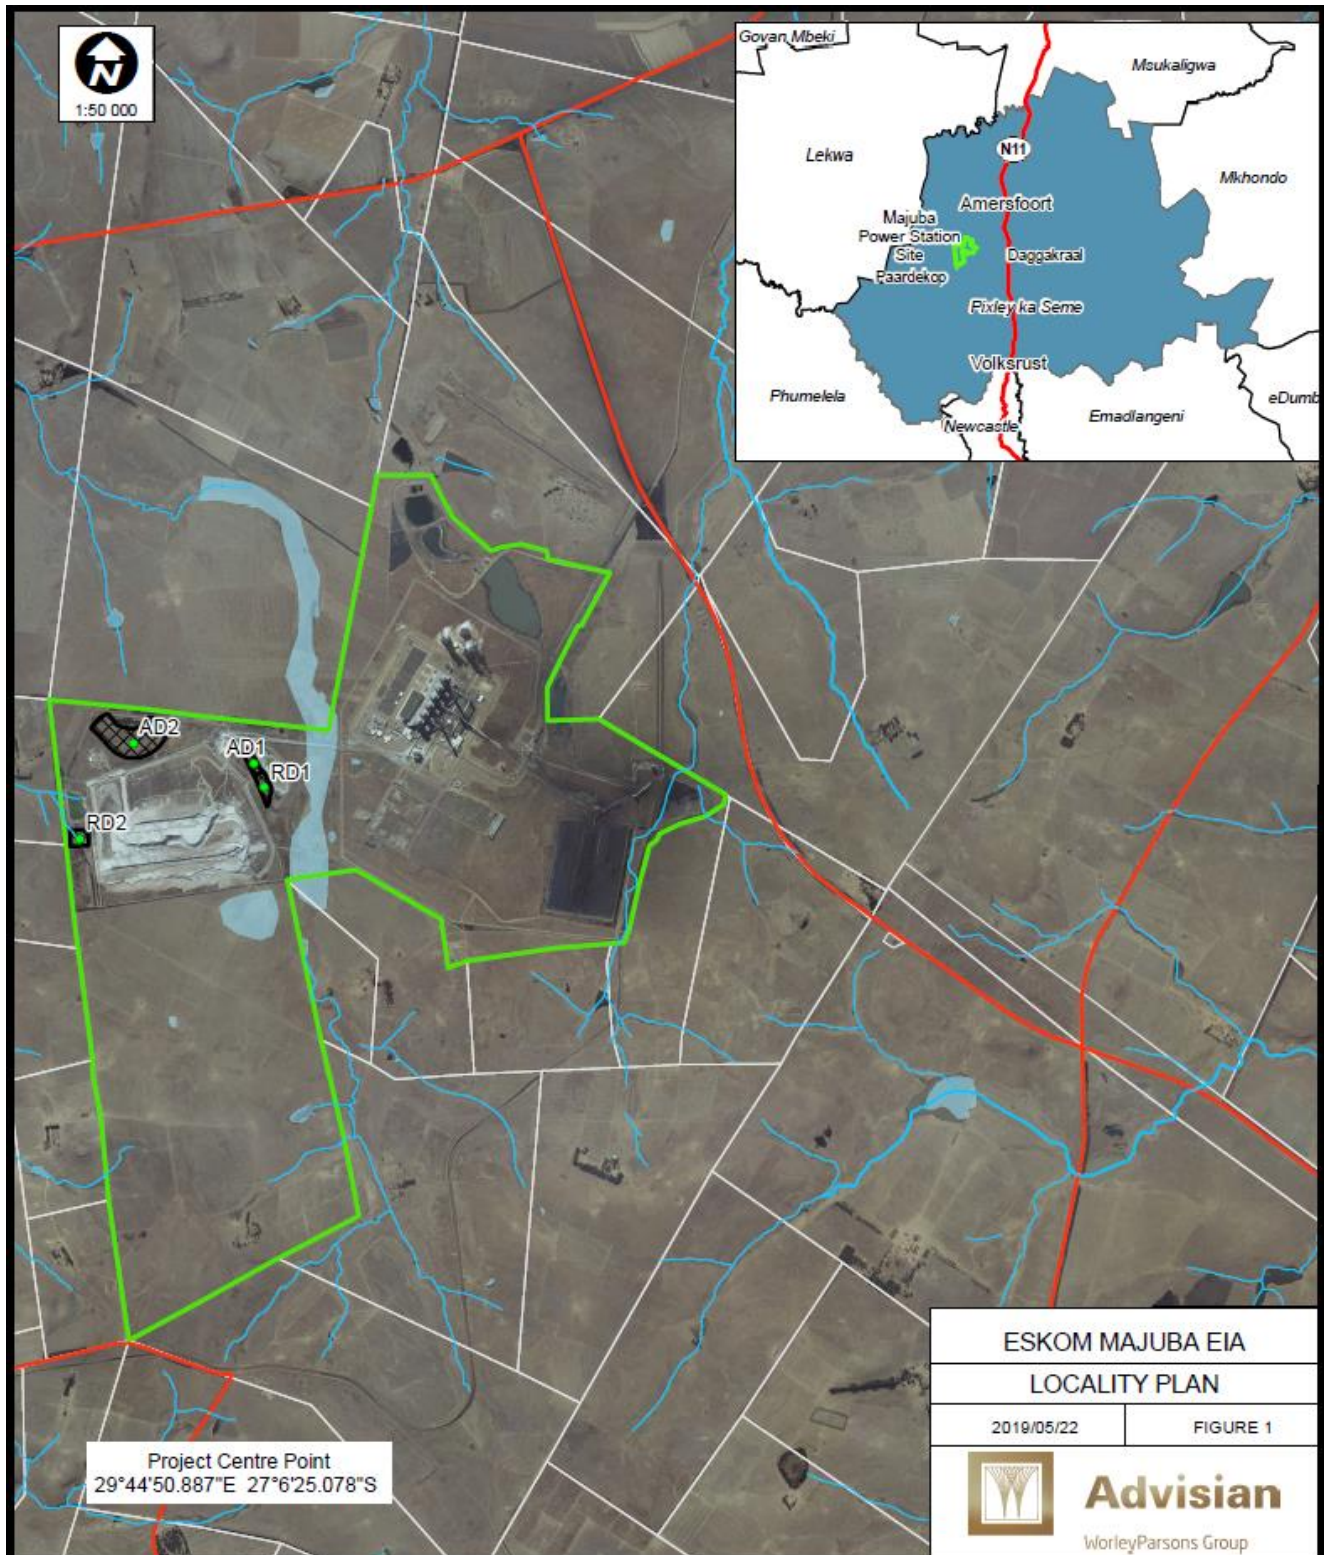 N
1:50 000
Govan Mbeki
Msukaligwa
Lekwa
N11
Mkhondo
Amersfoort
Majuba
Power Station
Site
Daggakraal
Paardekop
Pixley ka Seme
Volksrust
Phumelela
eDumb
Emadlangeni
Newcastle
AD2
AD1
RD1
RD2
ESKOM MAJUBA EIA
LOCALITY PLAN
2019/05/22
FIGURE 1
Project Centre Point
29°44'50.887"E 27°6'25.078"S
Advisian
WorleyParsons Group